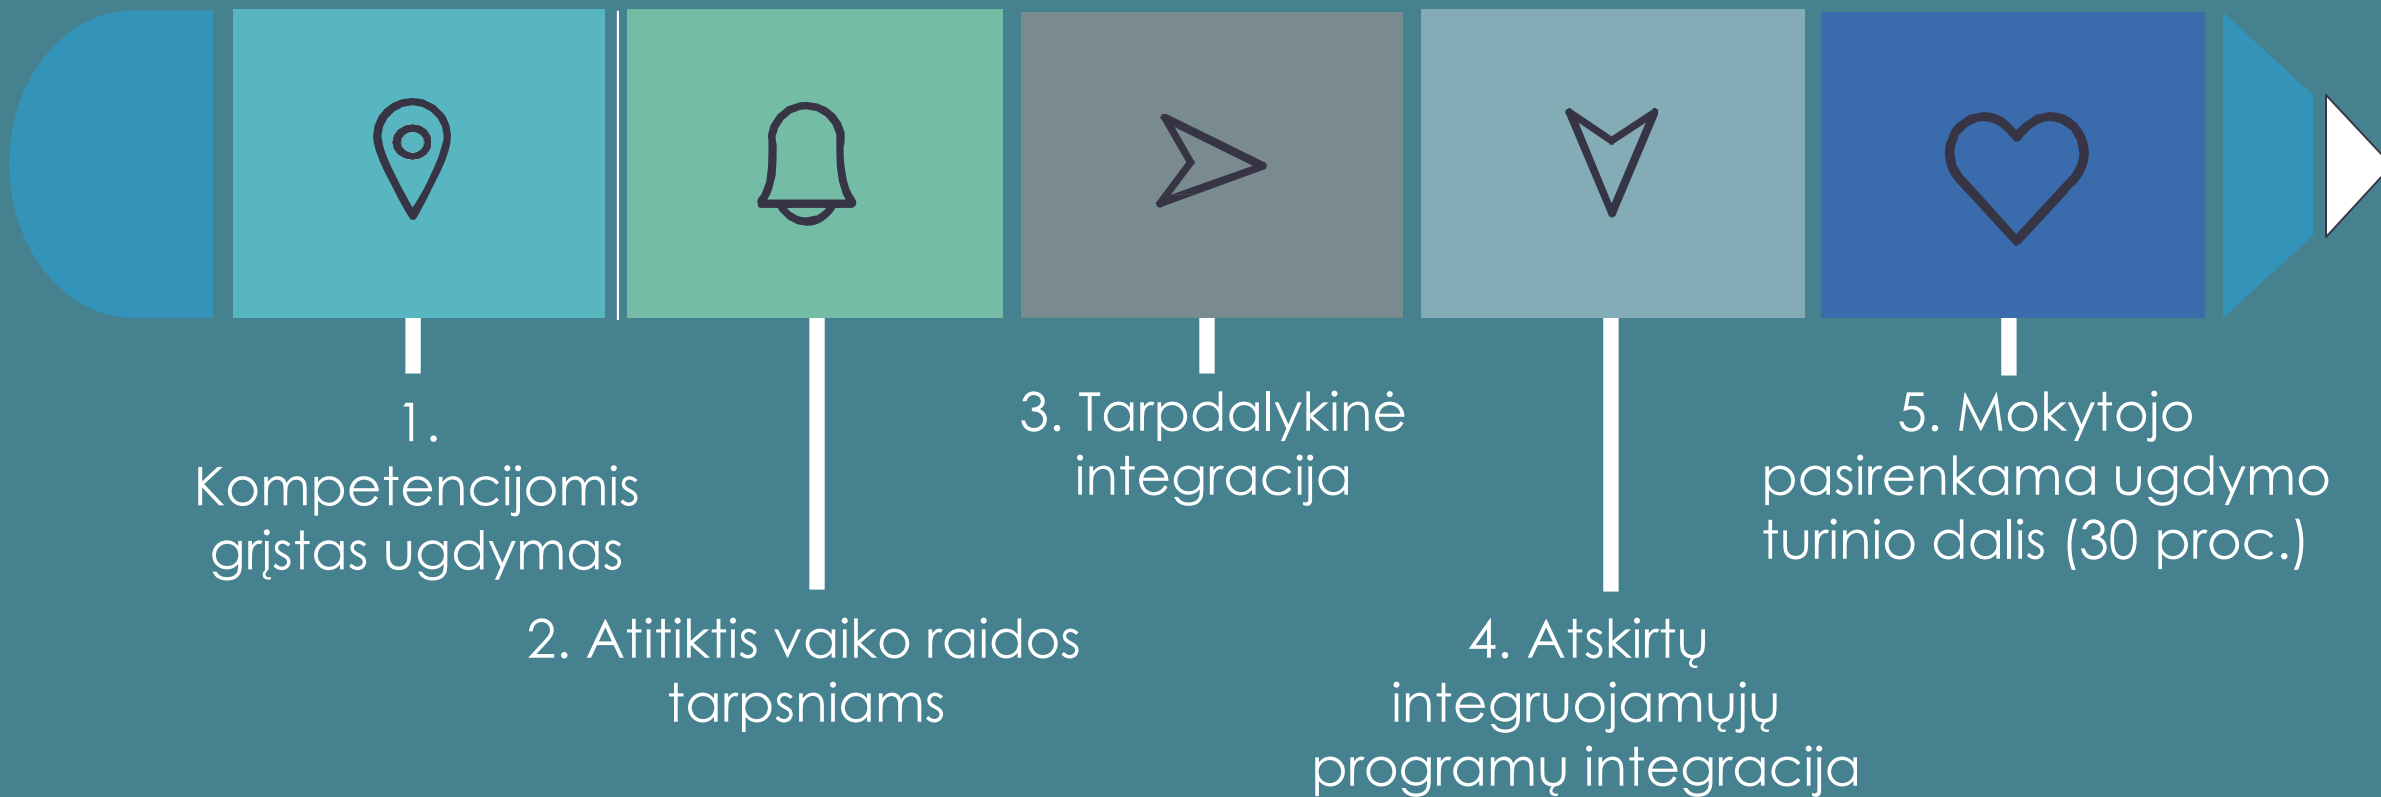 1.
Kompetencijomis
grįstas ugdymas
2. Atitiktis vaiko raidos
tarpsniams
3. Tarpdalykinė
integracija
4. Atskirtų
integruojamųjų
programų integracija
5. Mokytojo
pasirenkama ugdymo
turinio dalis (30 proc.)